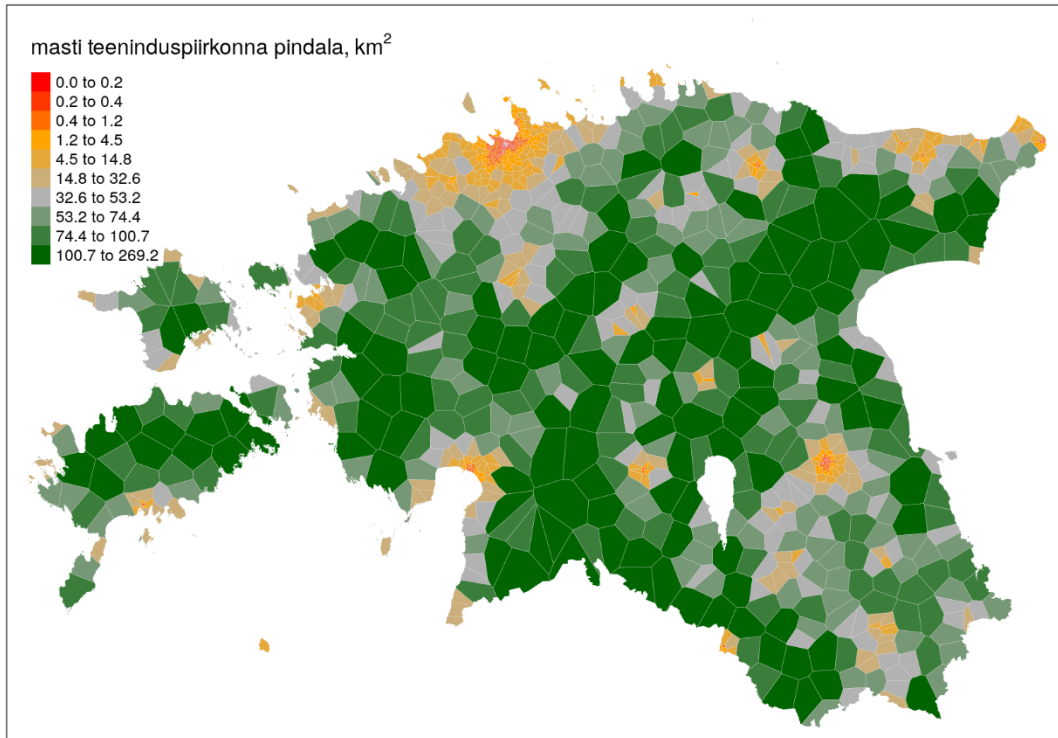 masti teeninduspiirkonna pindala, km²
0.0 to 0.2
0.2 to 0.4
0.4 to 1.2
1.2 to 4.5
4.5 to 14.8
14.8 to 32.6
32.6 to 53.2
53.2 to 74.4
74.4 to 100.7
100.7 to 269.2